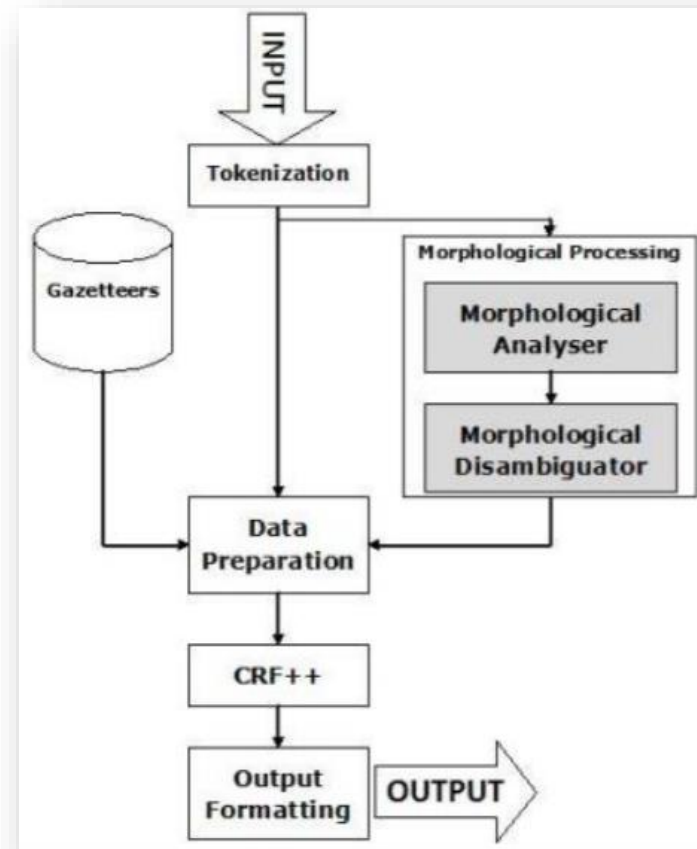 INPUT
Tokenization
Gazetteers
Morphological Processing
Morphological
Analyser
Morphological
Disambiguator
Data
Preparation
CRF++
Output
Formatting
OUTPUT